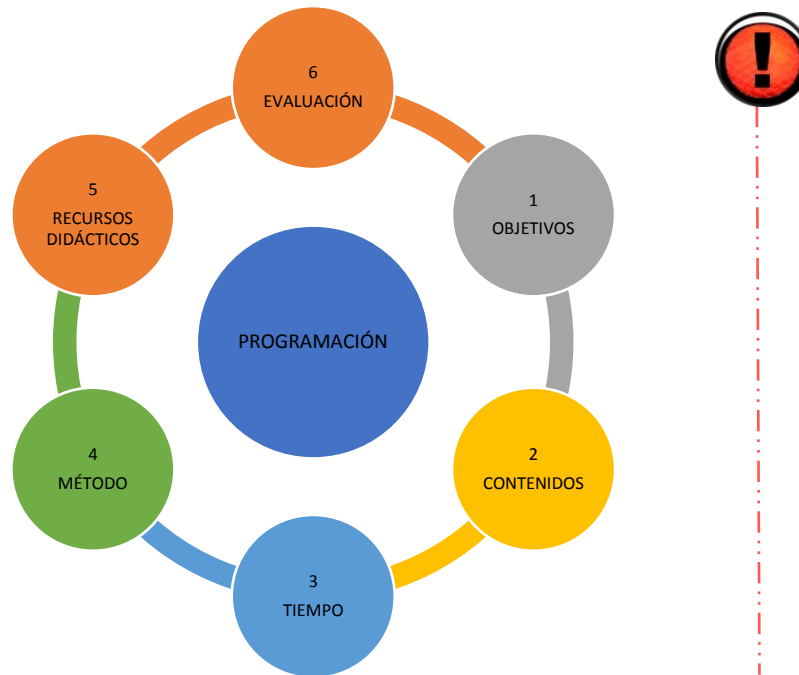 6
EVALUACIÓN
5
RECURSOS
DIDÁCTICOS
1
OBJETIVOS
PROGRAMACIÓN
4
MÉTODO
2
CONTENIDOS
3
TIEMPO
!